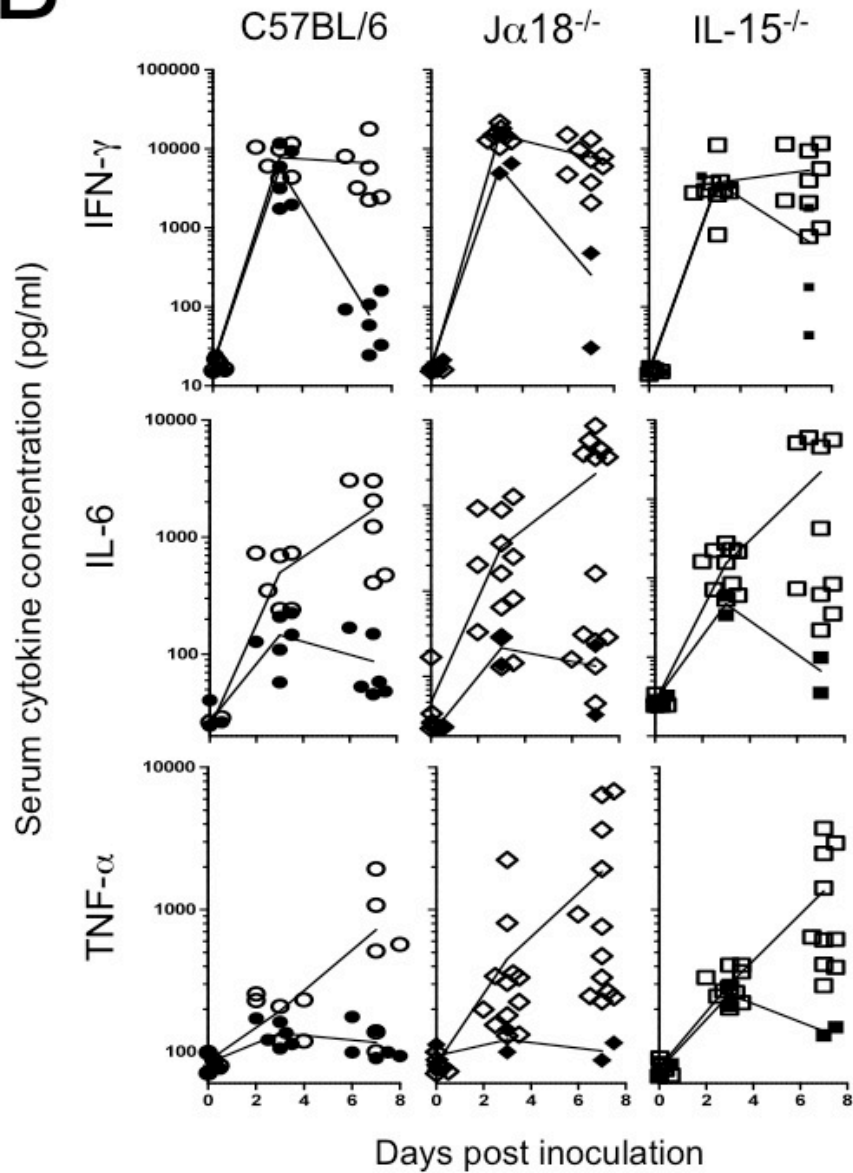 D
C57BL/6 Jα18-/- IL-15-/-
IFN-γ
100000
10000
1000
100
10
Serum cytokine concentration (pg/ml)
IL-6
10000
1000
100
TNF-α
10000
1000
100
0 2 4 6 8 0 2 4 6 8 0 2 4 6 8
Days post inoculation